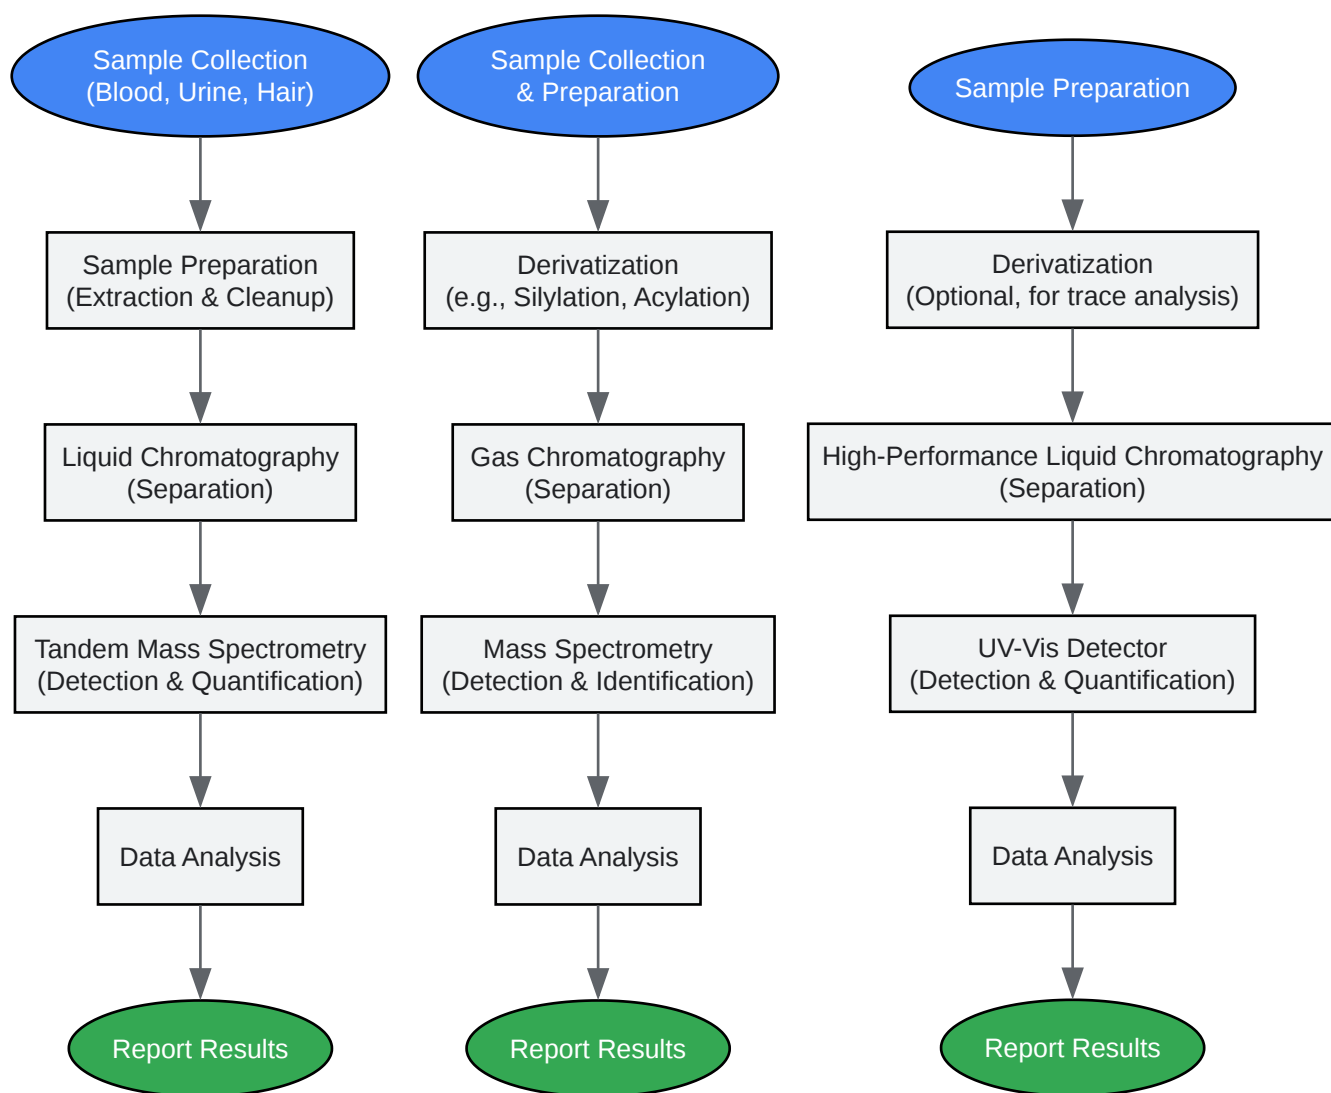 Sample Collection
(Blood, Urine, Hair)
Sample Preparation
(Extraction & Cleanup)
Liquid Chromatography
(Separation)
Tandem Mass Spectrometry
(Detection & Quantification)
Data Analysis
Report Results
Sample Collection
& Preparation
Derivatization
(e.g., Silylation, Acylation)
Gas Chromatography
(Separation)
Mass Spectrometry
(Detection & Identification)
Data Analysis
Report Results
Sample Preparation
Derivatization
(Optional, for trace analysis)
High-Performance Liquid Chromatography
(Separation)
UV-Vis Detector
(Detection & Quantification)
Data Analysis
Report Results